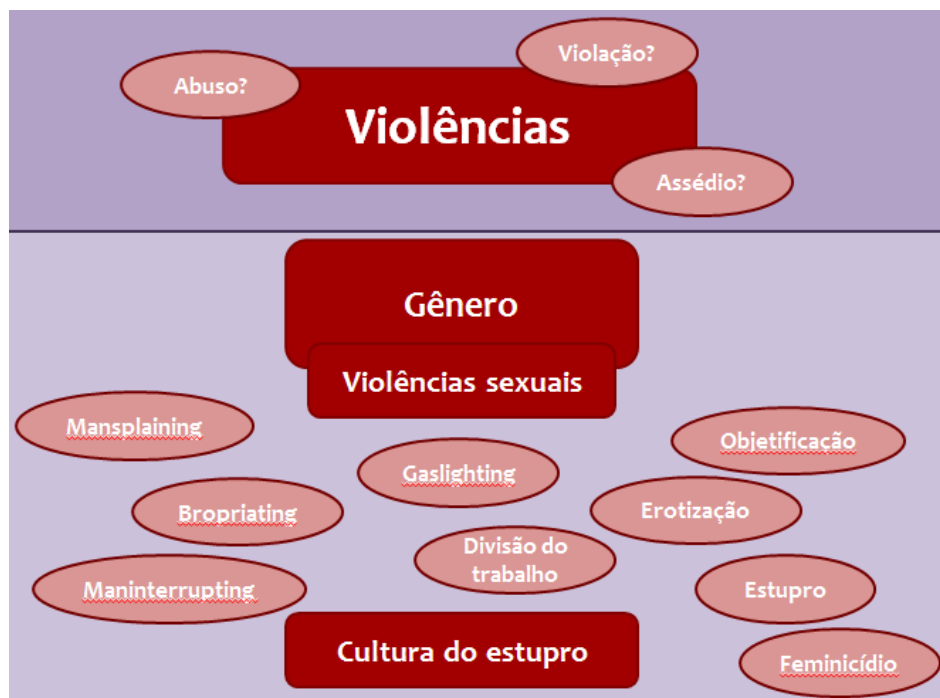 Violação?
Abuso?
Violências
Assédio?
Gênero
Violências sexuais
Mansplaining
Objetificação
Gaslighting
Bropriating
Erotização
Divisão do
trabalho
Maninterrupting
Estupro
Cultura do estupro
Feminicídio